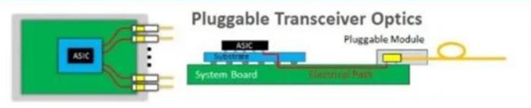 Pluggable Transceiver Optics
ASIC
ASIC
Pluggable Module
Substrate
System Board
Electrical Path